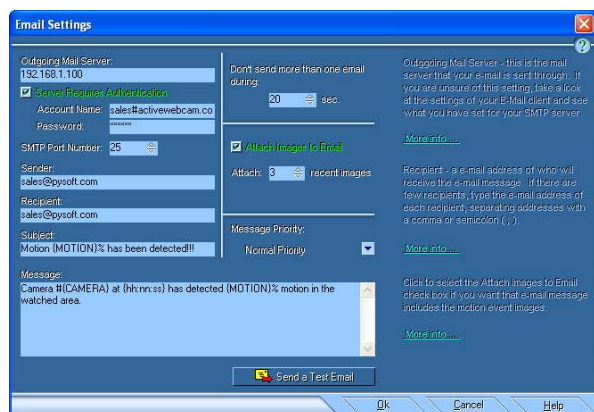 Email Settings
Outgoing Mail Server:
192.168.1.100
Server Requires Authentication
Account Name: sales#activewebcam.co
Password: ******
SMTP Port Number: 25
Sender:
sales@pysoft.com
Recipient:
sales@pysoft.com
Subject:
Motion {MOTION}% has been detected!!!
Don't send more than one email
during:
20 sec.
Attach Images to Email
Attach: 3 recent images
Message Priority:
Normal Priority
Message:
Camera #{CAMERA} at {hh:nn:ss} has detected {MOTION}% motion in the
watched area.
Send a Test Email
?
Outgoing Mail Server - this is the mail
server that your e-mail is sent through. If
you are unsure of this setting, take a look
at the settings of your E-Mail client and see
what you have set for your SMTP server.
More info ...
Recipient - a e-mail address of who will
receive the e-mail message. If there are
few recipients, type the e-mail address of
each recipient, separating addresses with
a comma or semicolon ( ; ).
More info ...
Click to select the Attach Images to Email
check box if you want that e-mail message
includes the motion event images.
More info ...
Ok Cancel Help